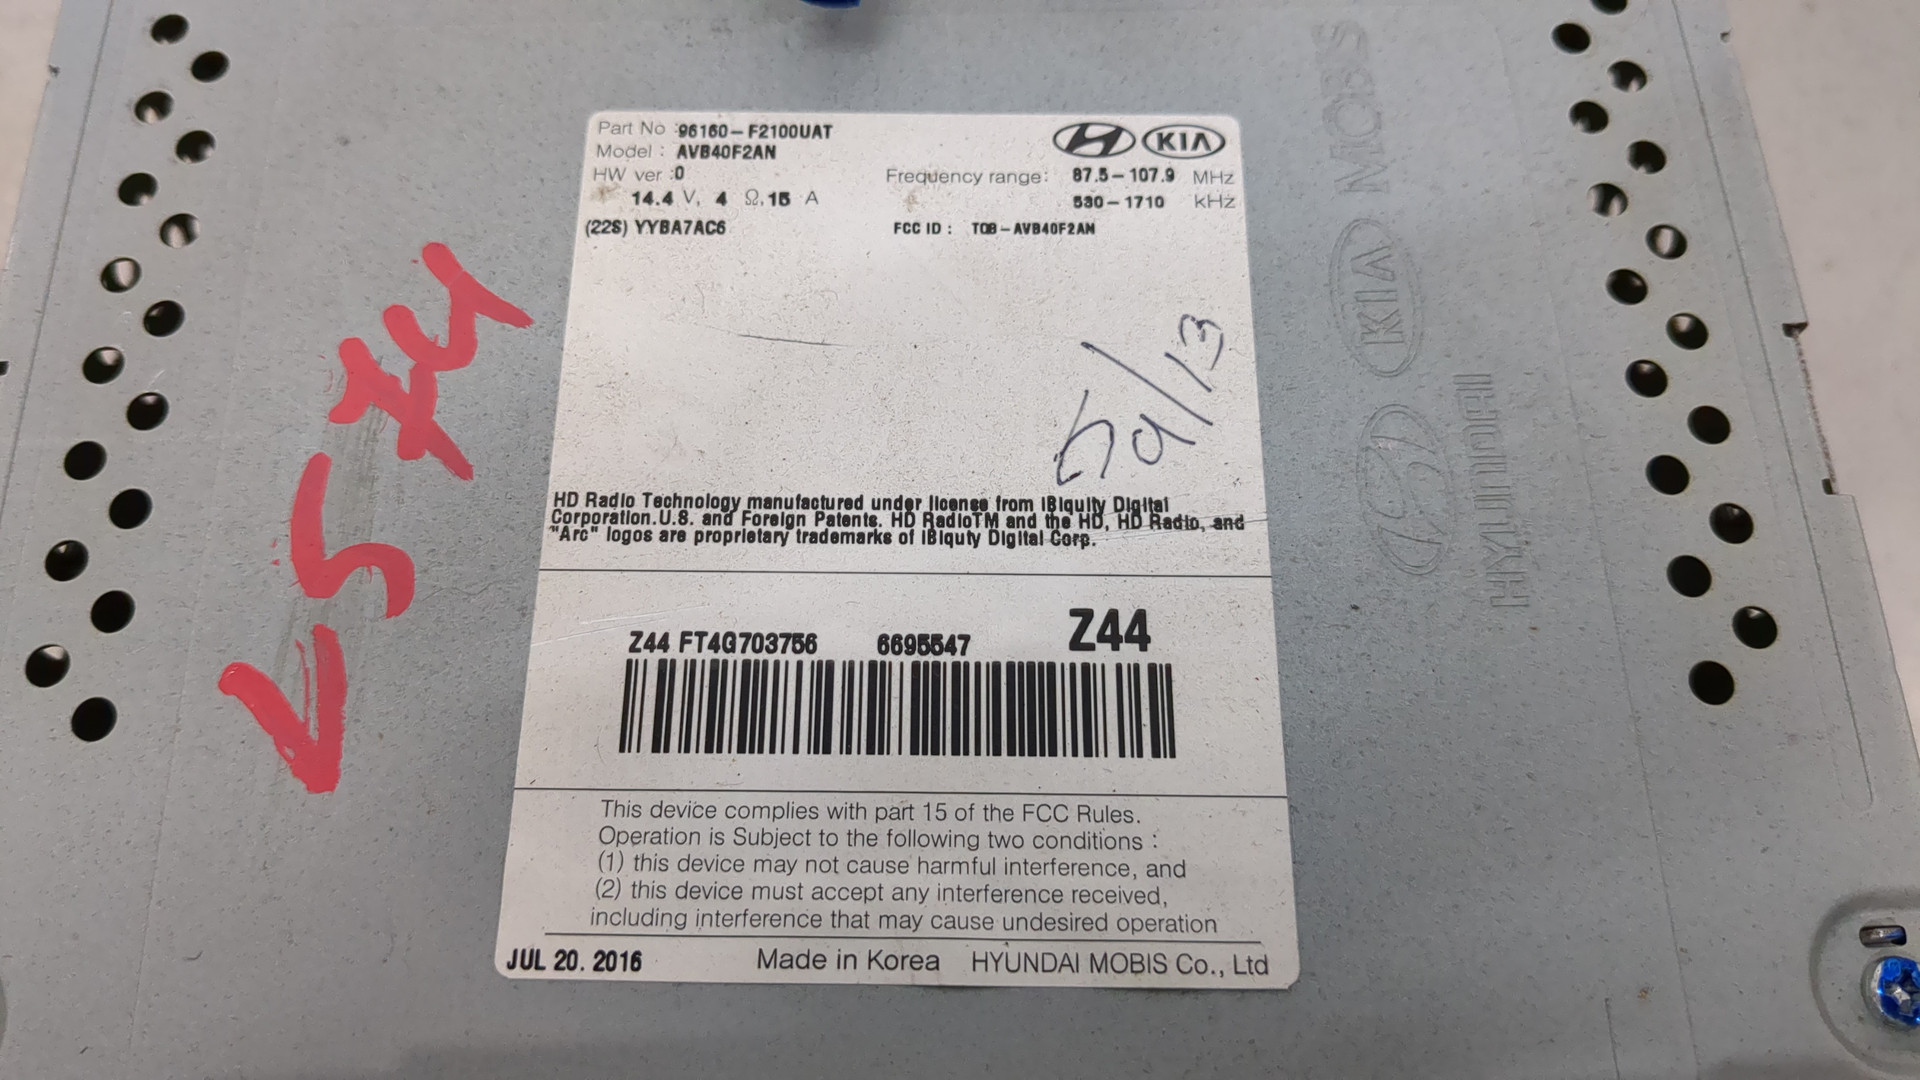 Part No : 96160-F2100UAT
Model : AVB40F2AN
HW ver :0
14.4 V, 4 Ω, 15 A
(22S) YYBA7AC6
KIA
Frequency range: 87.5-107.9 MHz
530-1710 kHz
FCC ID : TQ8-AVB40F2AN
HD Radio Technology manufactured under license from iBiquity Digital
Corporation.U.S. and Foreign Patents. HD RadioTM and the HD, HD Radio, and
"Arc" logos are proprietary trademarks of iBiquty Digital Corp.
Z44 FT4G703756 6695547 Z44
This device complies with part 15 of the FCC Rules.
Operation is Subject to the following two conditions :
(1) this device may not cause harmful interference, and
(2) this device must accept any interference received,
including interference that may cause undesired operation
JUL 20. 2016 Made in Korea HYUNDAI MOBIS Co., Ltd
HYUNDAI KIA MOBIS